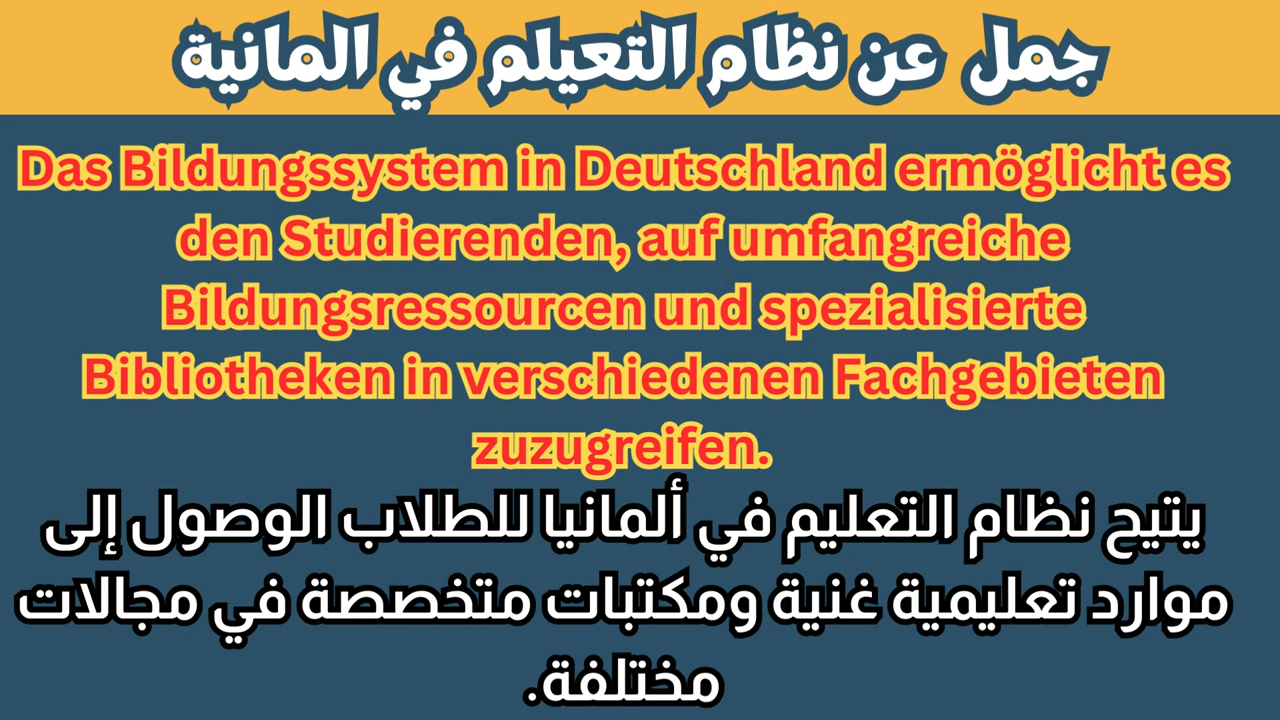 جمل عن نظام التعيلم في المانية
Das Bildungssystem in Deutschland ermöglicht es
den Studierenden, auf umfangreiche
Bildungsressourcen und spezialisierte
Bibliotheken in verschiedenen Fachgebieten
zuzugreifen.
يتيح نظام التعليم في ألمانيا للطلاب الوصول إلى
موارد تعليمية غنية ومكتبات متخصصة في مجالات
مختلفة.